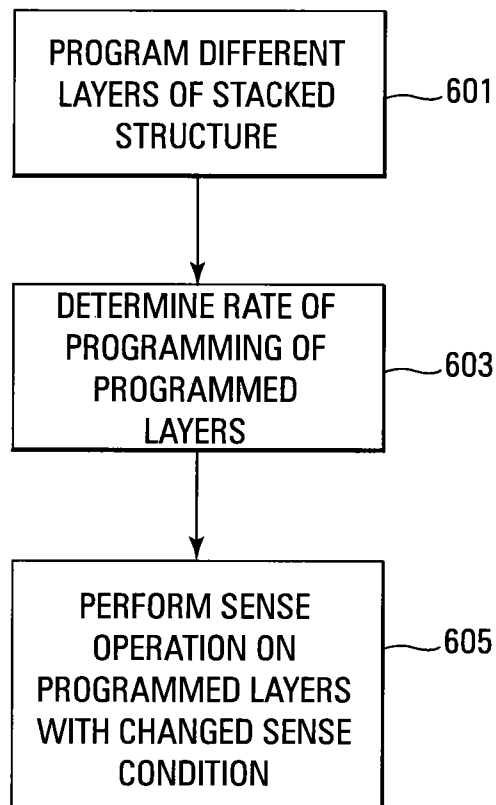 PROGRAM DIFFERENT
LAYERS OF STACKED
STRUCTURE
601
DETERMINE RATE OF
PROGRAMMING OF
PROGRAMMED
LAYERS
603
PERFORM SENSE
OPERATION ON
PROGRAMMED LAYERS
WITH CHANGED SENSE
CONDITION
605